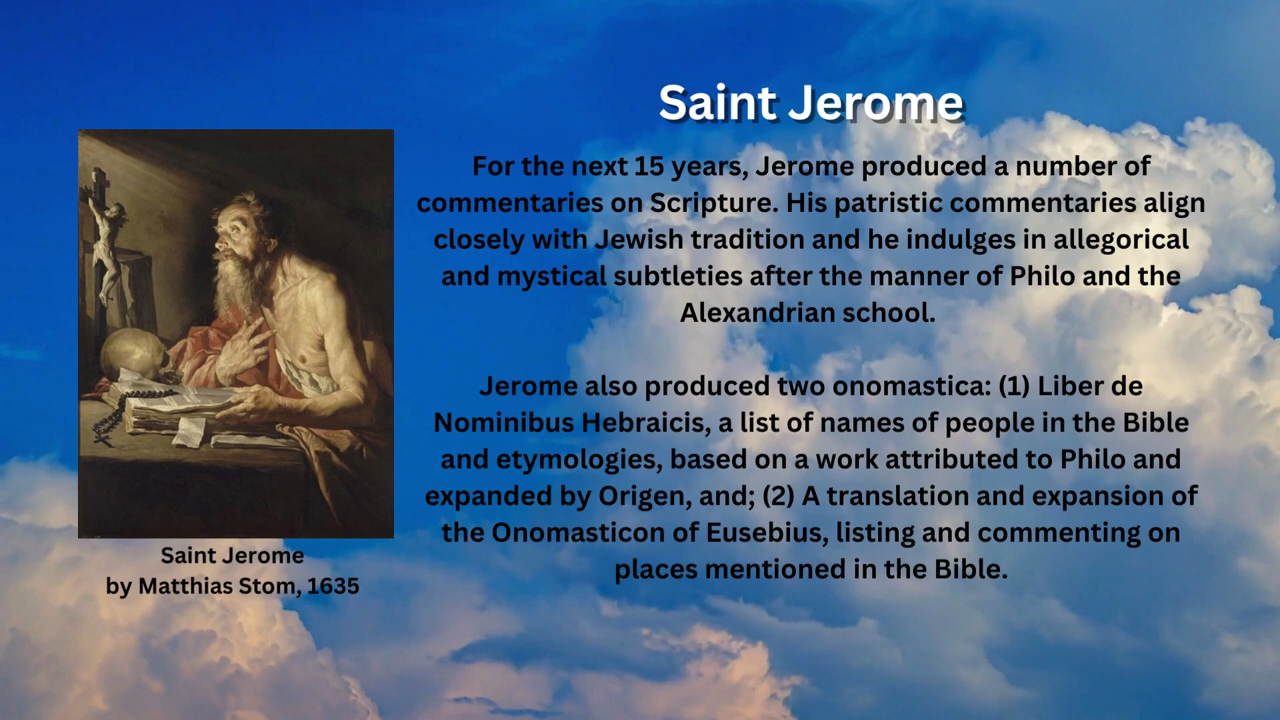 Saint Jerome
For the next 15 years, Jerome produced a number of
commentaries on Scripture. His patristic commentaries align
closely with Jewish tradition and he indulges in allegorical
and mystical subtleties after the manner of Philo and the
Alexandrian school.
Jerome also produced two onomastica: (1) Liber de
Nominibus Hebraicis, a list of names of people in the Bible
and etymologies, based on a work attributed to Philo and
expanded by Origen, and; (2) A translation and expansion of
the Onomasticon of Eusebius, listing and commenting on
places mentioned in the Bible.
Saint Jerome
by Matthias Stom, 1635